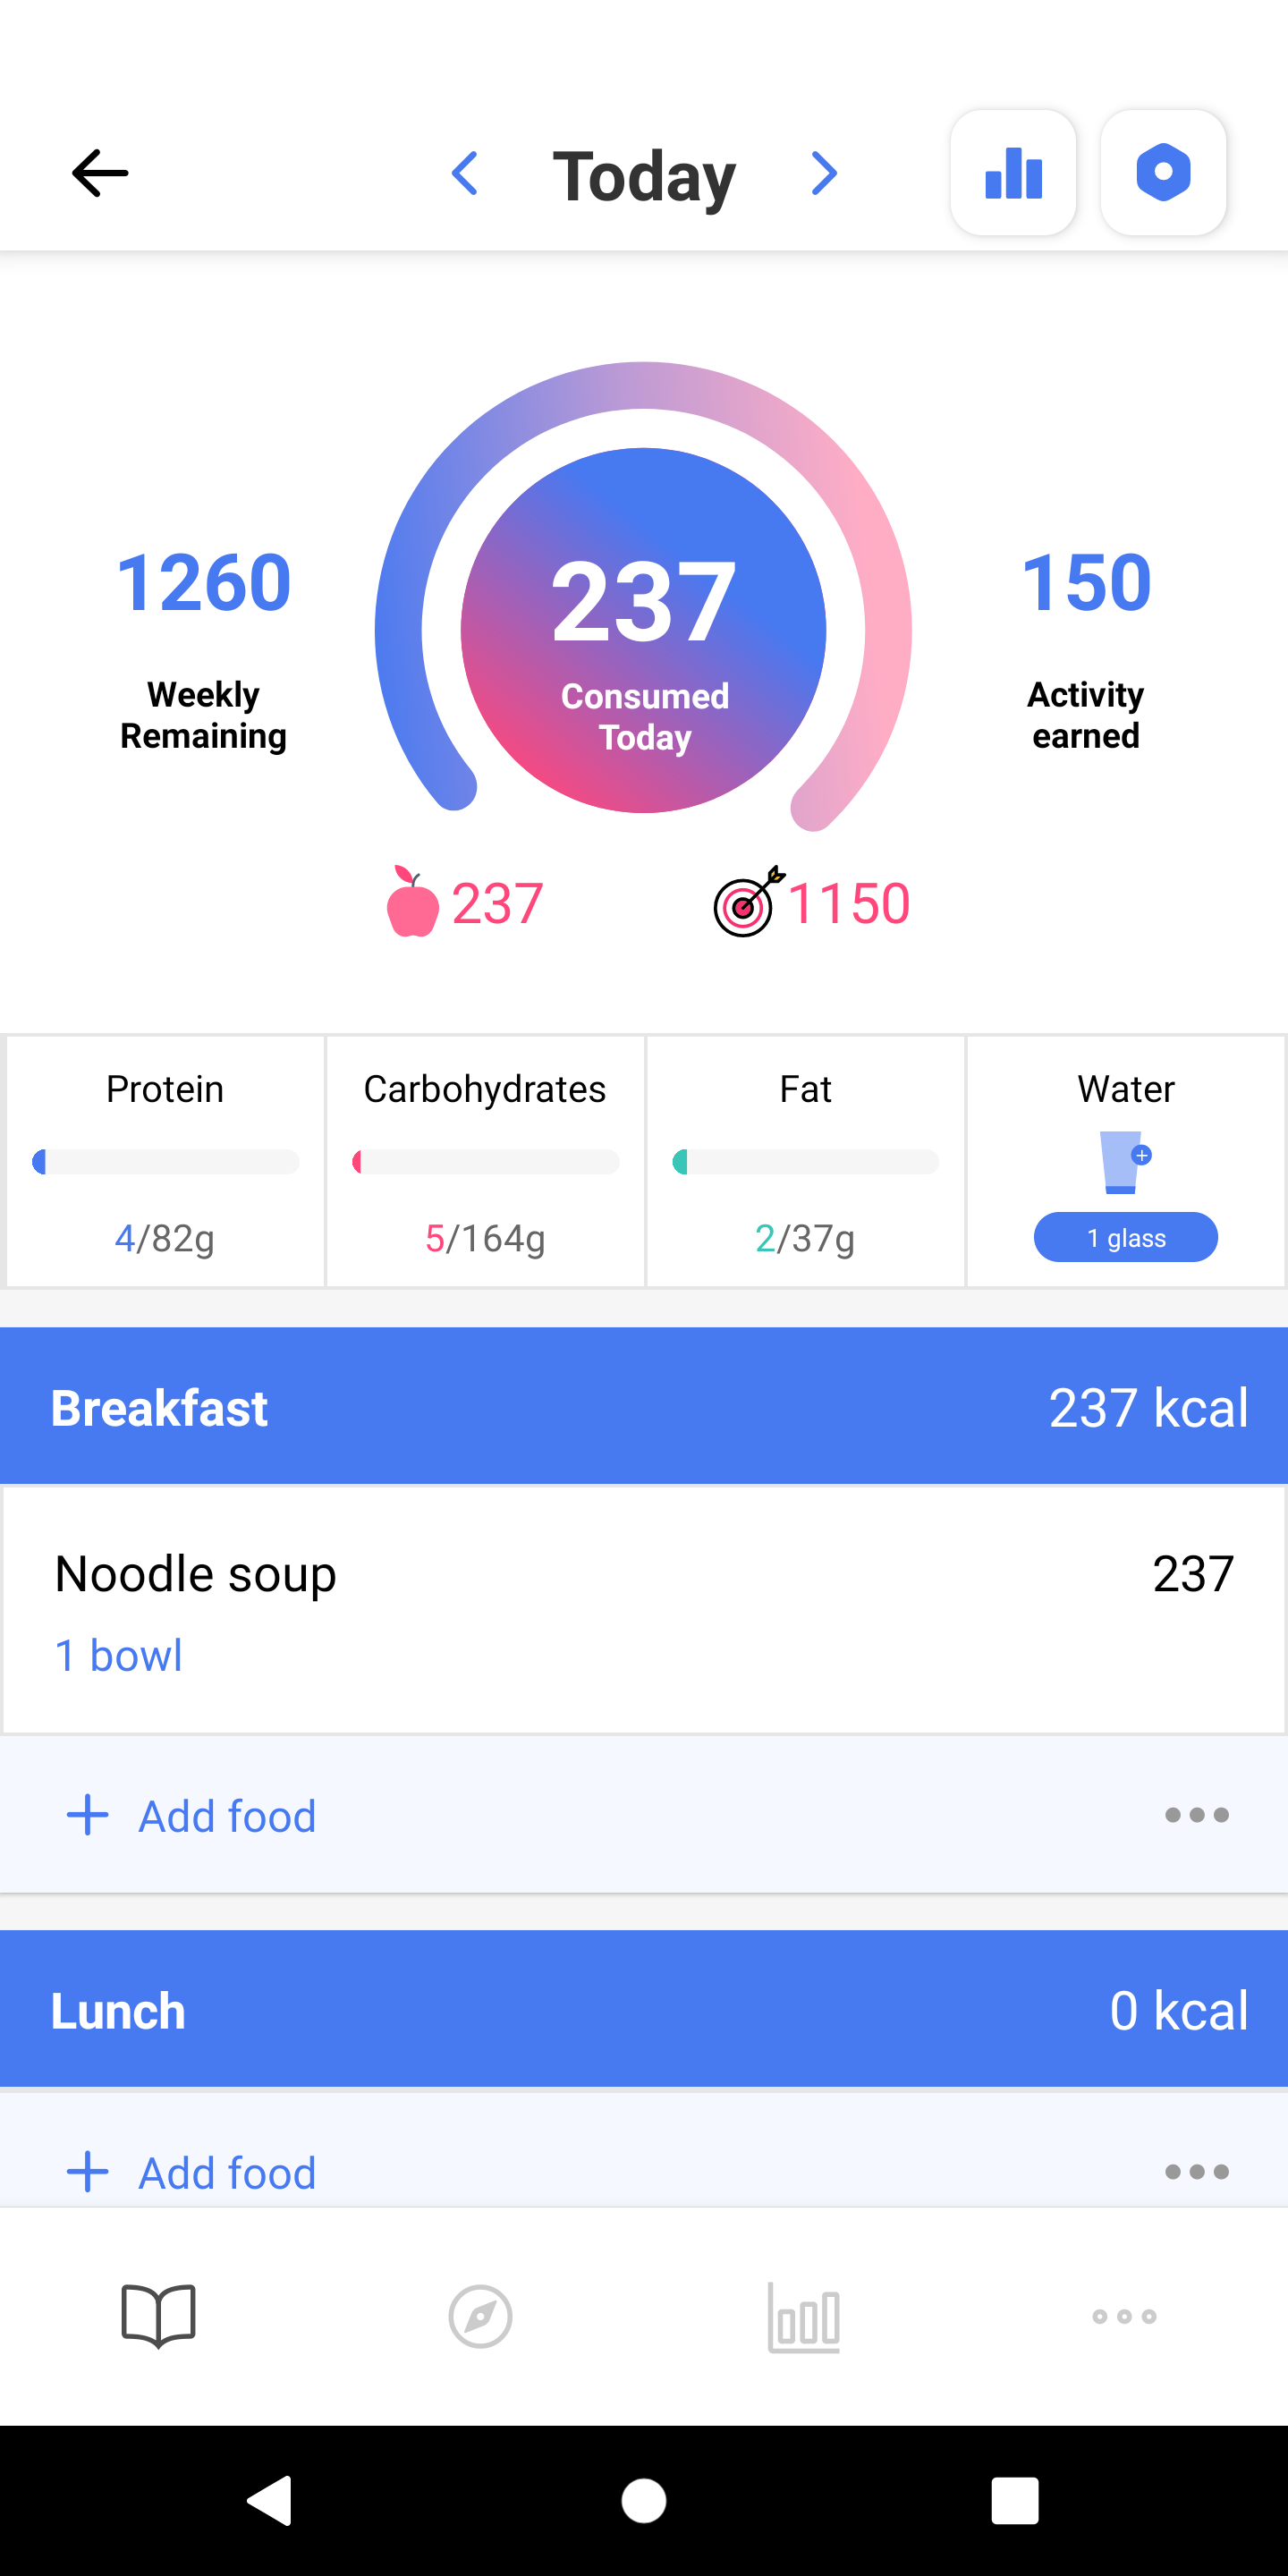 Today
1260
Weekly
Remaining
237
Consumed
Today
150
Activity
earned
237
1150
Protein
4/82g
Carbohydrates
5/164g
Fat
2/37g
Water
1 glass
Breakfast
237 kcal
Noodle soup
237
1 bowl
Add food
Lunch
0 kcal
Add food